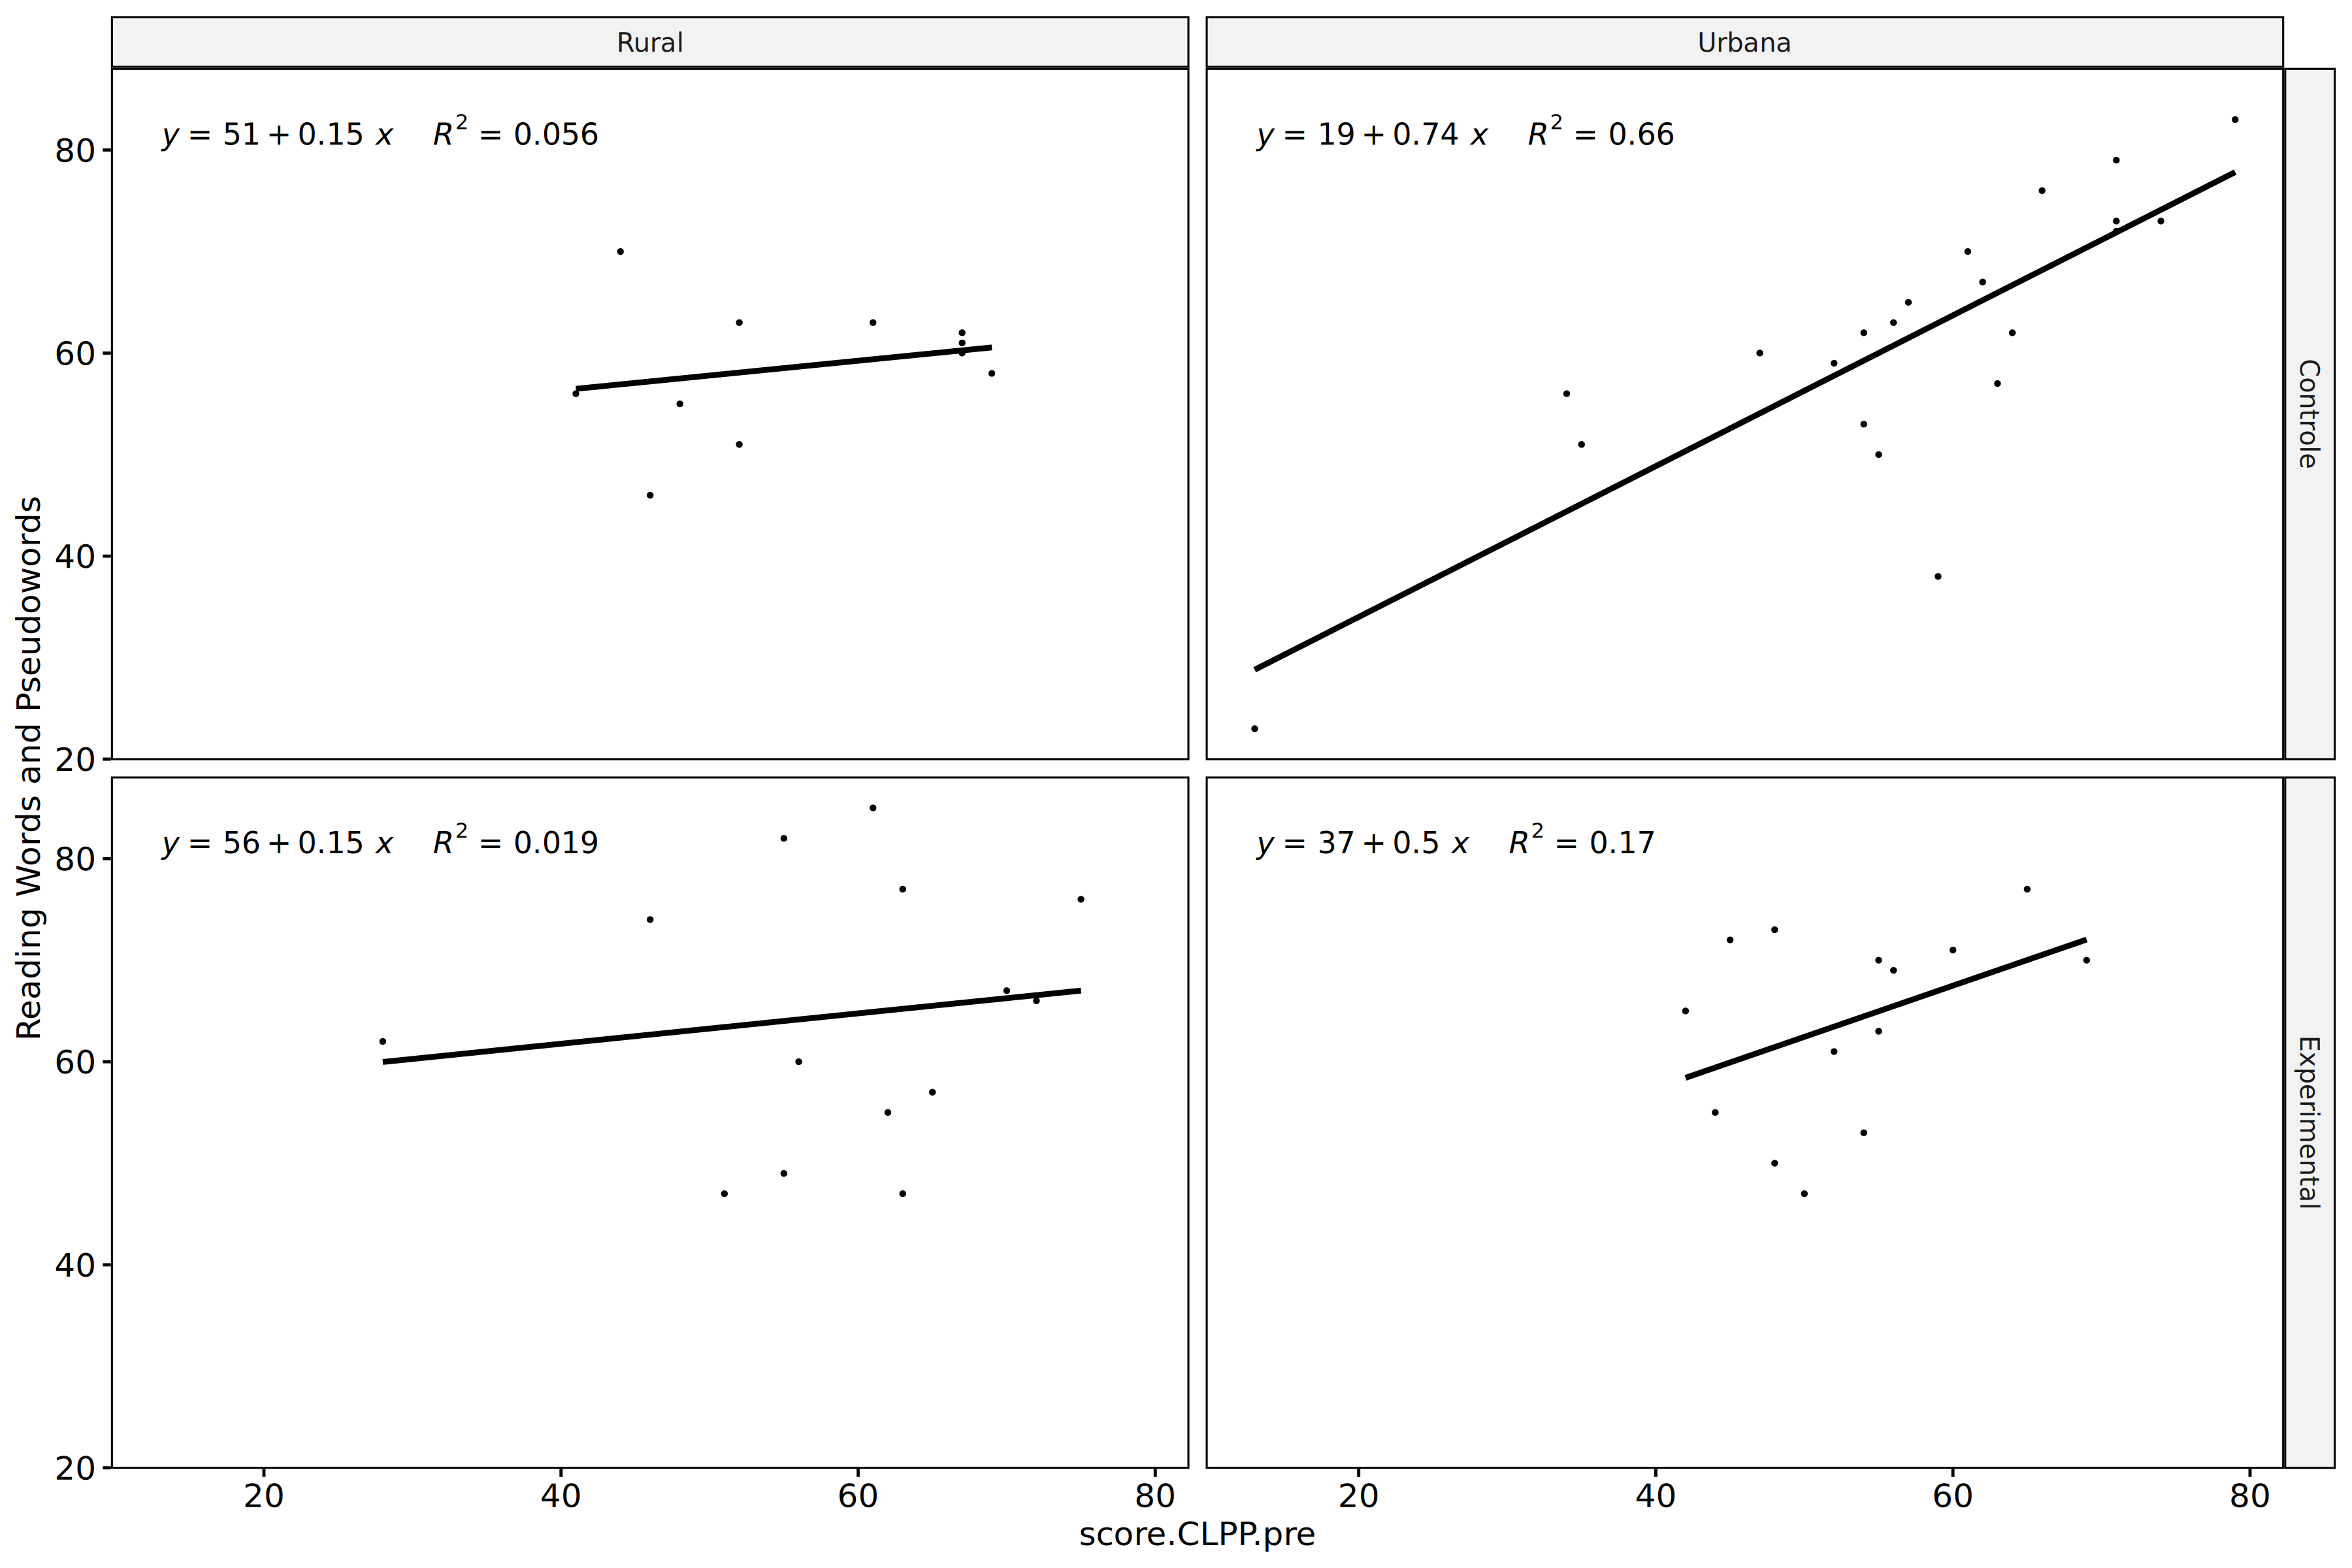 Rural
Urbana
y = 51 + 0.15 x R² = 0.056
y = 19 + 0.74 x R² = 0.66
80
60
40
20
Controle
y = 56 + 0.15 x R² = 0.019
y = 37 + 0.5 x R² = 0.17
80
60
40
20
Experimental
Reading Words and Pseudowords
20 40 60 80 20 40 60 80
score.CLPP.pre